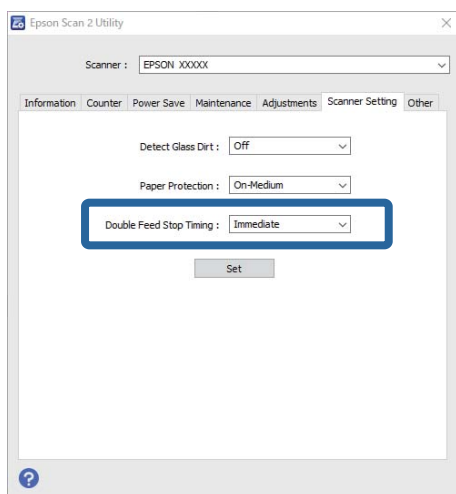 Epson Scan 2 Utility
Scanner : EPSON XXXXX
Information Counter Power Save Maintenance Adjustments Scanner Setting Other
Detect Glass Dirt : Off
Paper Protection : On-Medium
Double Feed Stop Timing : Immediate
Set
?